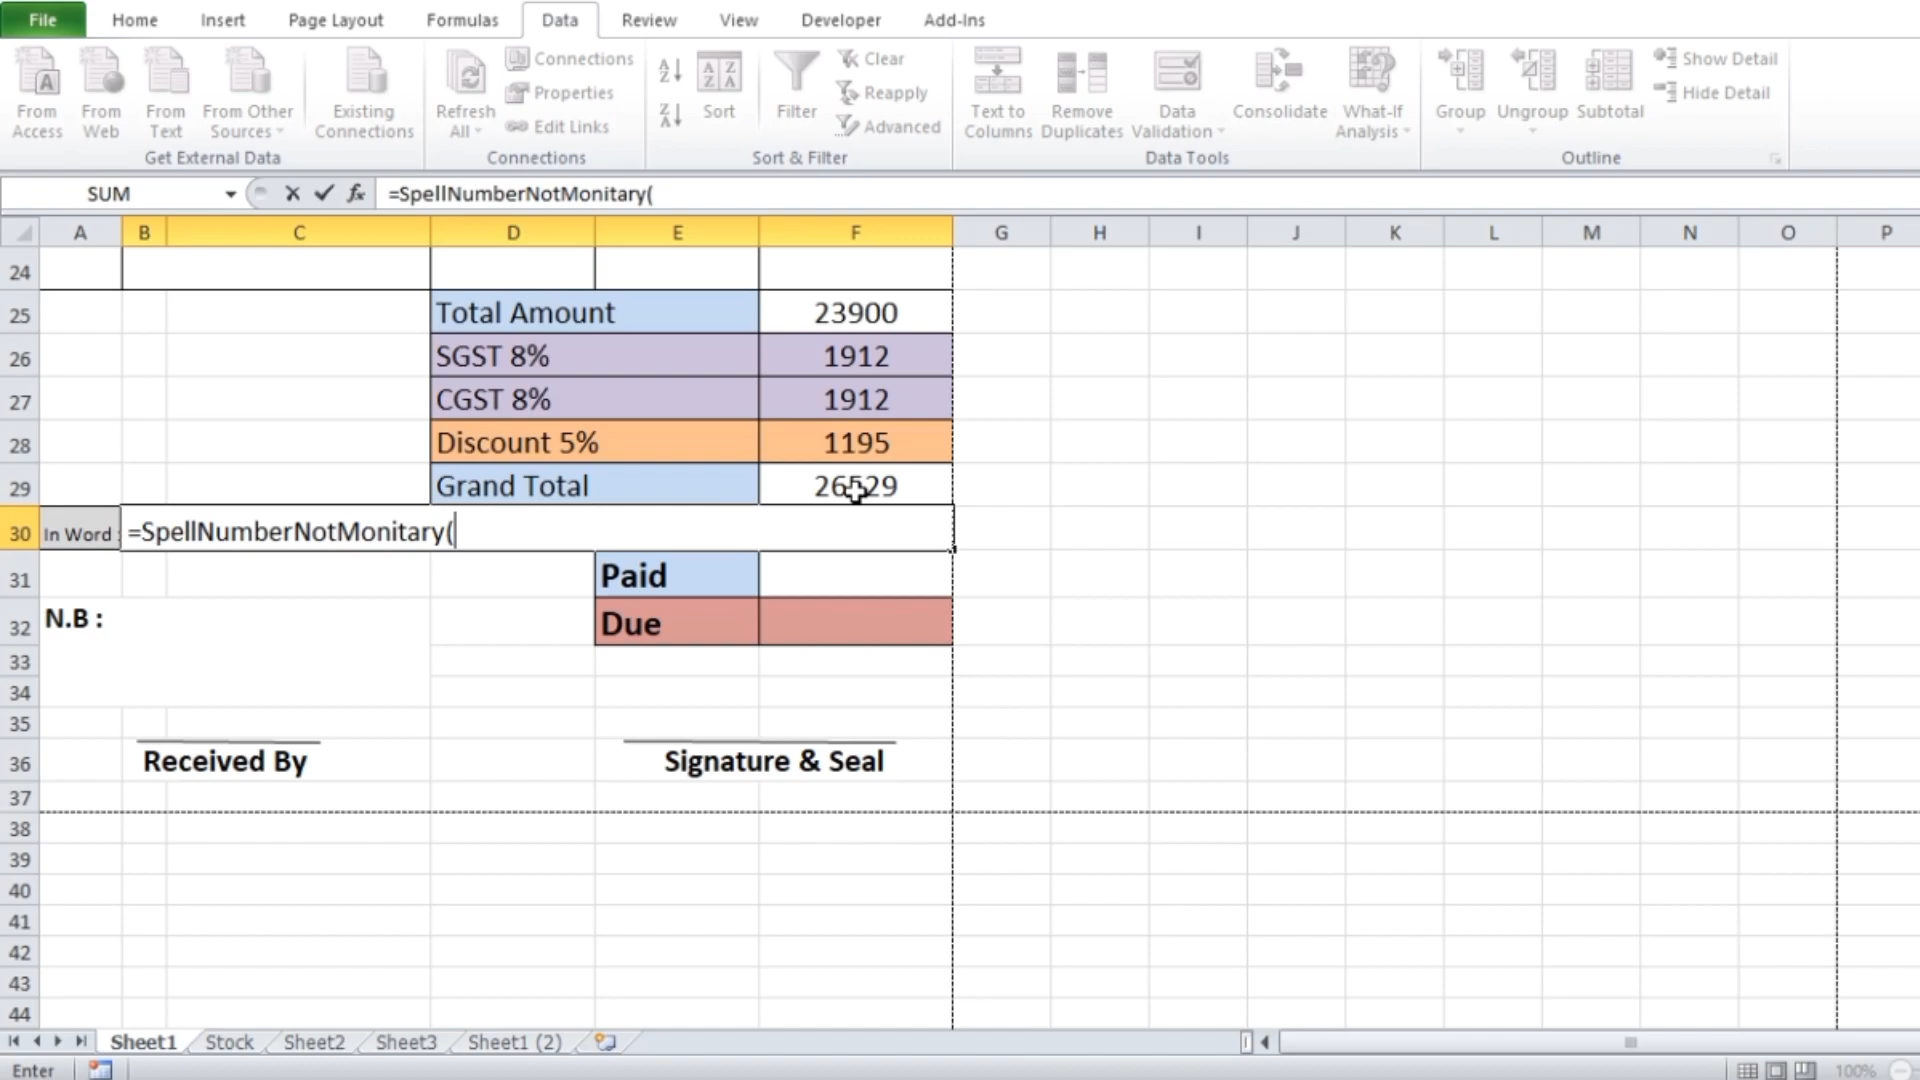 File Home Insert Page Layout Formulas Data Review View Developer Add-Ins
From Access
From Web
From Text
From Other Sources
Existing Connections
Get External Data
Refresh All
Connections
Properties
Edit Links
Connections
Sort
Filter
Clear
Reapply
Advanced
Sort & Filter
Text to Columns
Remove Duplicates
Data Validation
Consolidate
What-If Analysis
Data Tools
Group
Ungroup
Subtotal
Show Detail
Hide Detail
Outline
SUM =SpellNumberNotMonitary(
A B C D E F G H I J K L M N O P
24
25 Total Amount 23900
26 SGST 8% 1912
27 CGST 8% 1912
28 Discount 5% 1195
29 Grand Total 26529
30 In Word : =SpellNumberNotMonitary(
31 Paid
32 N.B : Due
33
34
35
36 Received By Signature & Seal
37
38
39
40
41
42
43
44
Sheet1 Stock Sheet2 Sheet3 Sheet1 (2)
Enter 100%